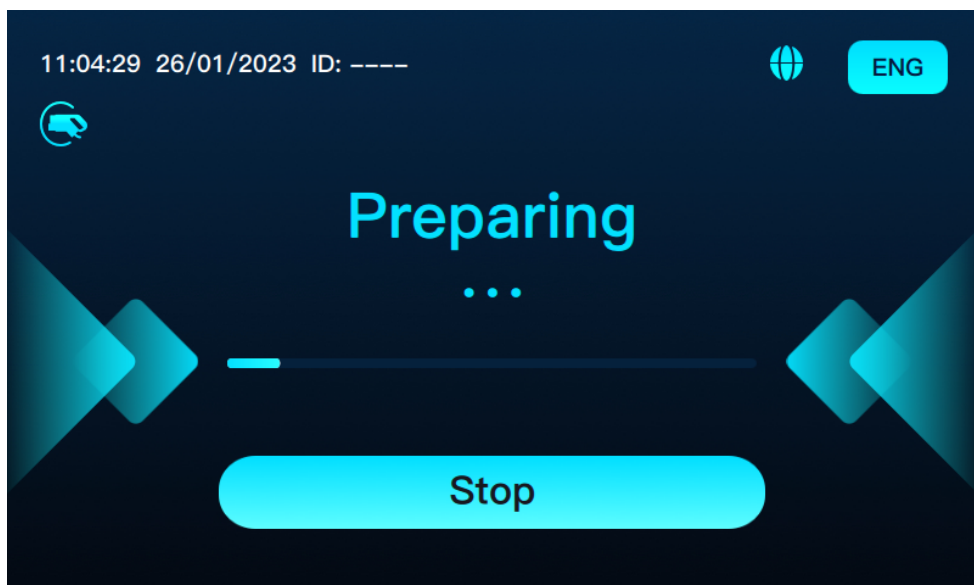 11:04:29 26/01/2023 ID: ----
ENG
Preparing
...
Stop